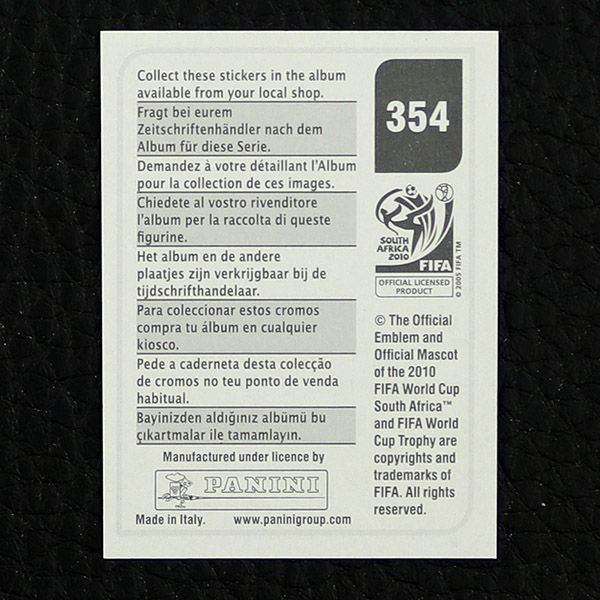 Collect these stickers in the album
available from your local shop.
Fragt bei eurem
Zeitschriftenhändler nach dem
Album für diese Serie.
Demandez à votre détaillant l'Album
pour la collection de ces images.
Chiedete al vostro rivenditore
l'album per la raccolta di queste
figurine.
Het album en de andere
plaatjes zijn verkrijgbaar bij de
tijdschrifthandelaar.
Para coleccionar estos cromos
compra tu álbum en cualquier
kiosco.
Pede a caderneta desta colecção
de cromos no teu ponto de venda
habitual.
Bayinizden aldığınız albümü bu
çıkartmalar ile tamamlayın.
Manufactured under licence by
PANINI
Made in Italy. www.paninigroup.com
354
SOUTH
AFRICA
2010
FIFA
© 2005 FIFA TM
OFFICIAL LICENSED
PRODUCT
© The Official
Emblem and
Official Mascot
of the 2010
FIFA World Cup
South Africa™
and FIFA World
Cup Trophy are
copyrights and
trademarks of
FIFA. All rights
reserved.